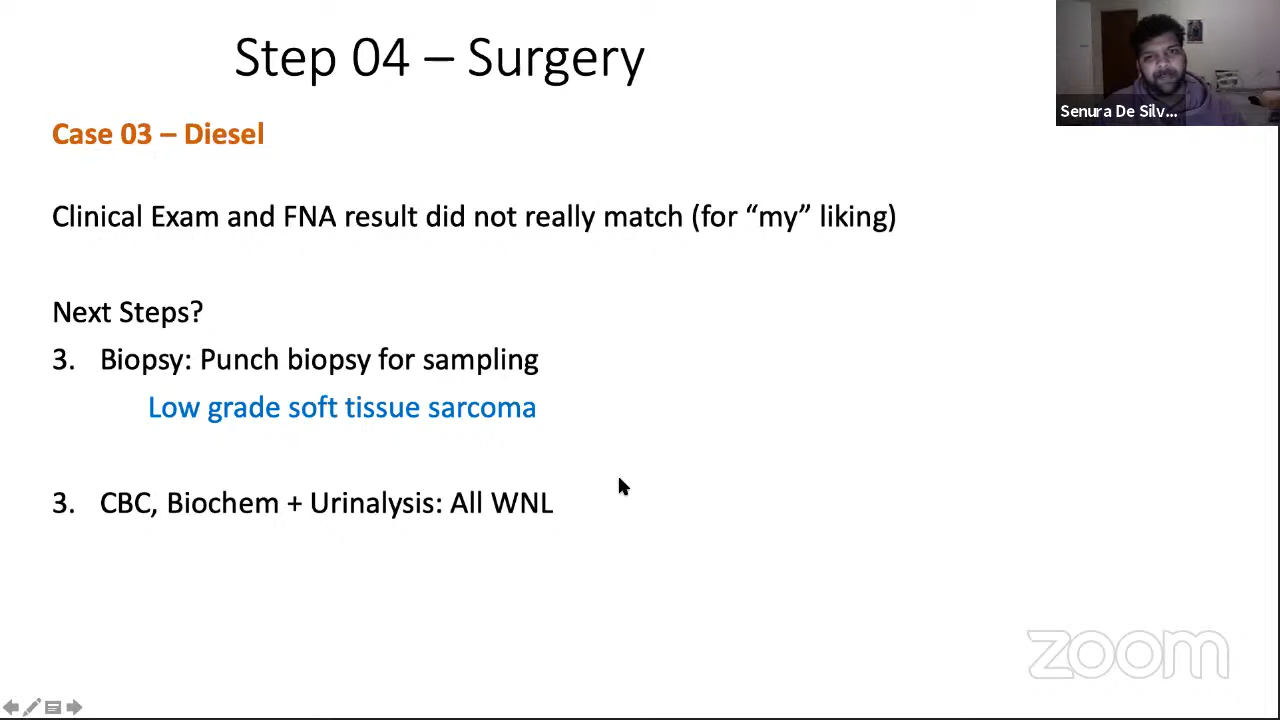 Step 04 – Surgery
Senura De Silv...
Case 03 – Diesel
Clinical Exam and FNA result did not really match (for “my” liking)
Next Steps?
3. Biopsy: Punch biopsy for sampling
Low grade soft tissue sarcoma
3. CBC, Biochem + Urinalysis: All WNL
zoom